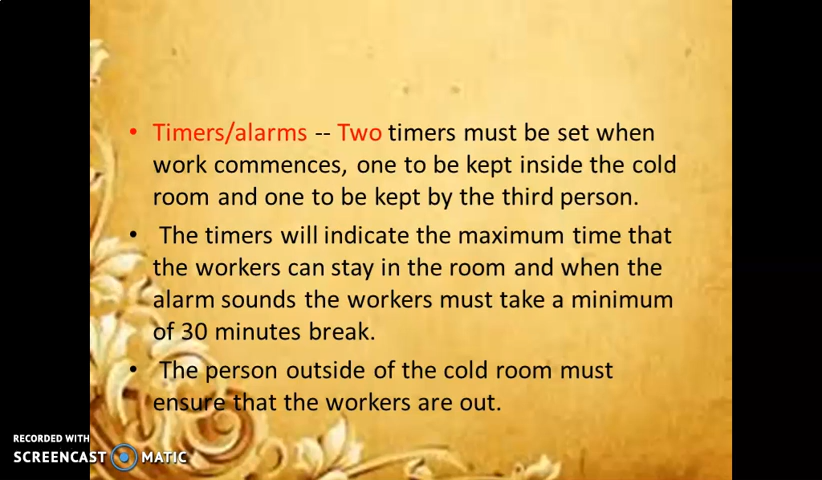 • Timers/alarms -- Two timers must be set when
work commences, one to be kept inside the cold
room and one to be kept by the third person.
• The timers will indicate the maximum time that
the workers can stay in the room and when the
alarm sounds the workers must take a minimum
of 30 minutes break.
• The person outside of the cold room must
ensure that the workers are out.
RECORDED WITH
SCREENCAST MATIC